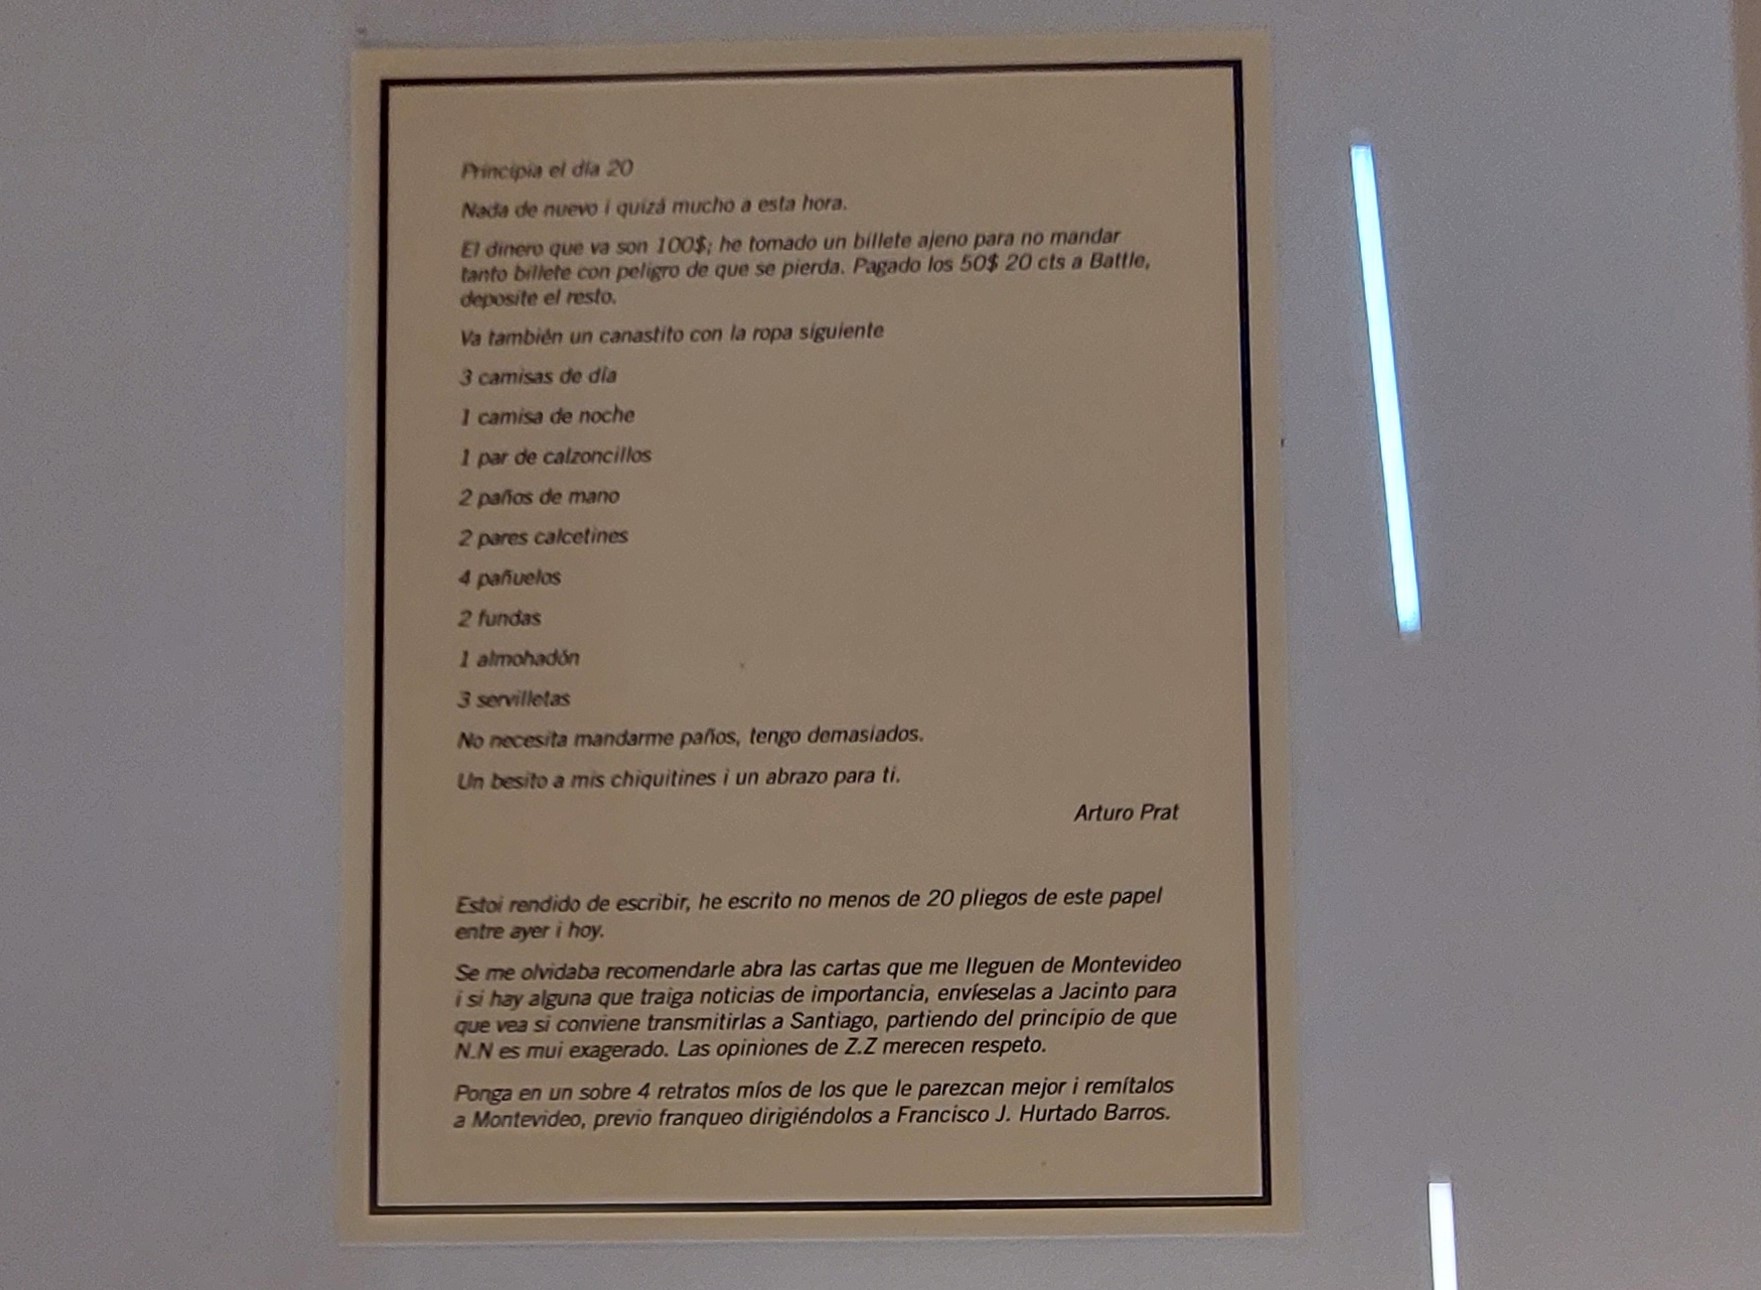 Principia el día 20
Nada de nuevo i quizá mucho a esta hora.
El dinero que va son 100$; he tomado un billete ajeno para no mandar
tanto billete con peligro de que se pierda. Pagado los 50$ 20 cts a Battle,
deposite el resto.
Va también un canastito con la ropa siguiente
3 camisas de día
1 camisa de noche
1 par de calzoncillos
2 paños de mano
2 pares calcetines
4 pañuelos
2 fundas
1 almohadón
3 servilletas
No necesita mandarme paños, tengo demasiados.
Un besito a mis chiquitines i un abrazo para ti.
Arturo Prat
Estoi rendido de escribir, he escrito no menos de 20 pliegos de este papel
entre ayer i hoy.
Se me olvidaba recomendarle abra las cartas que me lleguen de Montevideo
i si hay alguna que traiga noticias de importancia, envíeselas a Jacinto para
que vea si conviene transmitirlas a Santiago, partiendo del principio de que
N.N es mui exagerado. Las opiniones de Z.Z merecen respeto.
Ponga en un sobre 4 retratos míos de los que le parezcan mejor i remítalos
a Montevideo, previo franqueo dirigiéndolos a Francisco J. Hurtado Barros.